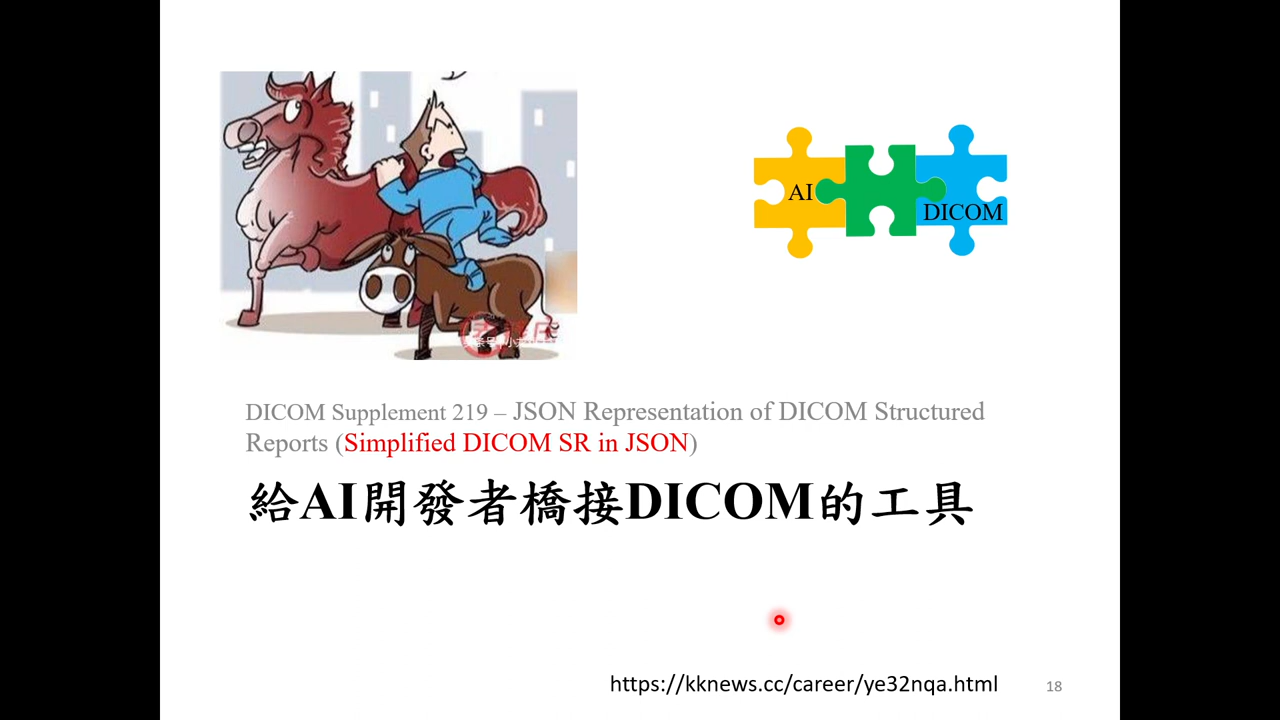 AI
DICOM
DICOM Supplement 219 – JSON Representation of DICOM Structured
Reports (Simplified DICOM SR in JSON)
給AI開發者橋接DICOM的工具
https://kknews.cc/career/ye32nqa.html
18